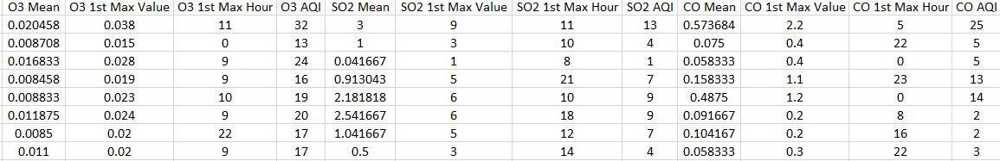 O3 Mean O3 1st Max Value O3 1st Max Hour O3 AQI SO2 Mean SO2 1st Max Value SO2 1st Max Hour SO2 AQI CO Mean CO 1st Max Value CO 1st Max Hour CO AQI
0.020458 0.038 11 32 3 9 11 13 0.573684 2.2 5 25
0.008708 0.015 0 13 1 3 10 4 0.075 0.4 22 5
0.016833 0.028 9 24 0.041667 1 8 1 0.058333 0.4 0 5
0.008458 0.019 9 16 0.913043 5 21 7 0.158333 1.1 23 13
0.008833 0.023 10 19 2.181818 6 10 9 0.4875 1.2 0 14
0.011875 0.024 9 20 2.541667 6 18 9 0.091667 0.2 8 2
0.0085 0.02 22 17 1.041667 5 12 7 0.104167 0.2 16 2
0.011 0.02 9 17 0.5 3 14 4 0.058333 0.3 22 3